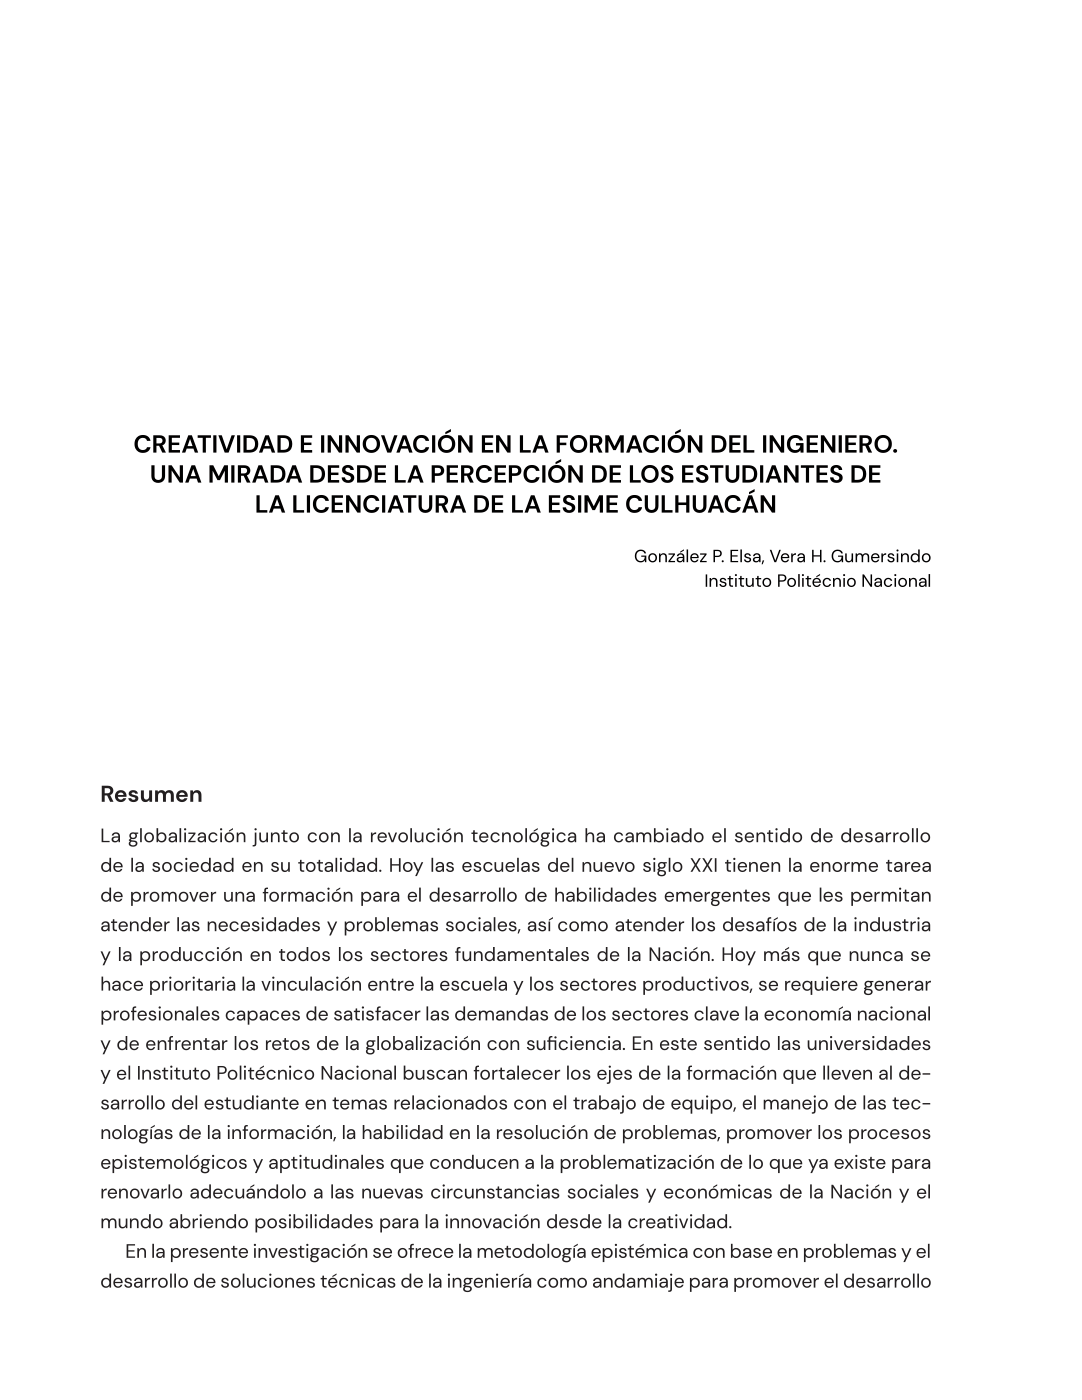 CREATIVIDAD E INNOVACIÓN EN LA FORMACIÓN DEL INGENIERO.
UNA MIRADA DESDE LA PERCEPCIÓN DE LOS ESTUDIANTES DE
LA LICENCIATURA DE LA ESIME CULHUACÁN
González P. Elsa, Vera H. Gumersindo
Instituto Politécnio Nacional
Resumen
La globalización junto con la revolución tecnológica ha cambiado el sentido de desarrollo
de la sociedad en su totalidad. Hoy las escuelas del nuevo siglo XXI tienen la enorme tarea
de promover una formación para el desarrollo de habilidades emergentes que les permitan
atender las necesidades y problemas sociales, así como atender los desafíos de la industria
y la producción en todos los sectores fundamentales de la Nación. Hoy más que nunca se
hace prioritaria la vinculación entre la escuela y los sectores productivos, se requiere generar
profesionales capaces de satisfacer las demandas de los sectores clave la economía nacional
y de enfrentar los retos de la globalización con suficiencia. En este sentido las universidades
y el Instituto Politécnico Nacional buscan fortalecer los ejes de la formación que lleven al de-
sarrollo del estudiante en temas relacionados con el trabajo de equipo, el manejo de las tec-
nologías de la información, la habilidad en la resolución de problemas, promover los procesos
epistemológicos y aptitudinales que conducen a la problematización de lo que ya existe para
renovarlo adecuándolo a las nuevas circunstancias sociales y económicas de la Nación y el
mundo abriendo posibilidades para la innovación desde la creatividad.
En la presente investigación se ofrece la metodología epistémica con base en problemas y el
desarrollo de soluciones técnicas de la ingeniería como andamiaje para promover el desarrollo